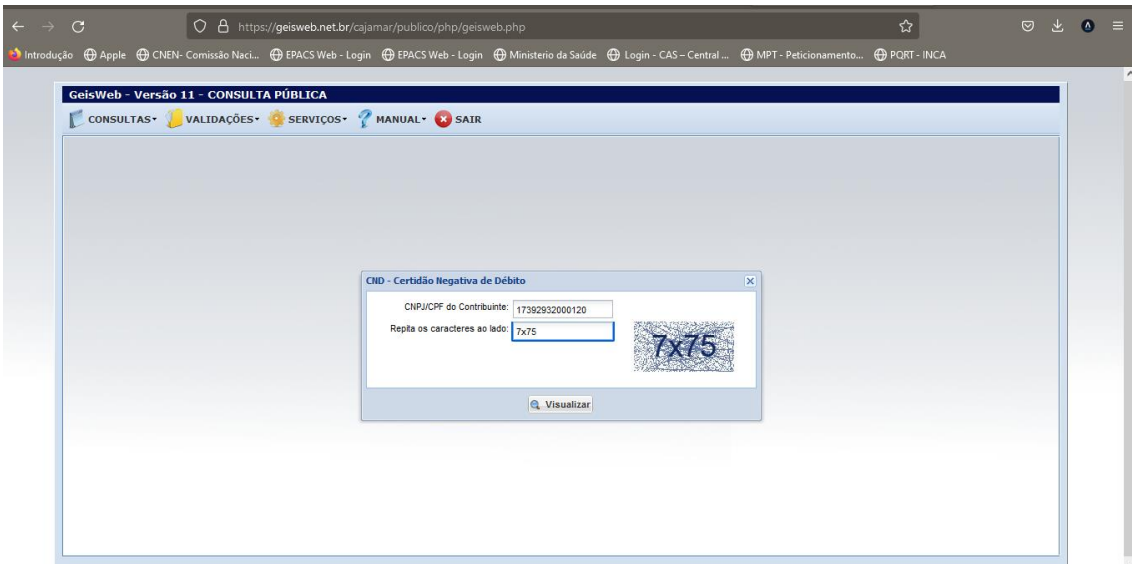 https://geisweb.net.br/cajamar/publico/php/geisweb.php
Introdução Apple CNEN- Comissão Naci... EPACS Web - Login EPACS Web - Login Ministerio da Saúde Login - CAS – Central ... MPT - Peticionamento... PQRT - INCA
GeisWeb - Versão 11 - CONSULTA PÚBLICA
CONSULTAS VALIDAÇÕES SERVIÇOS MANUAL SAIR
CND - Certidão Negativa de Débito
CNPJ/CPF do Contribuinte: 17392932000120
Repita os caracteres ao lado: 7x75
7x75
Visualizar